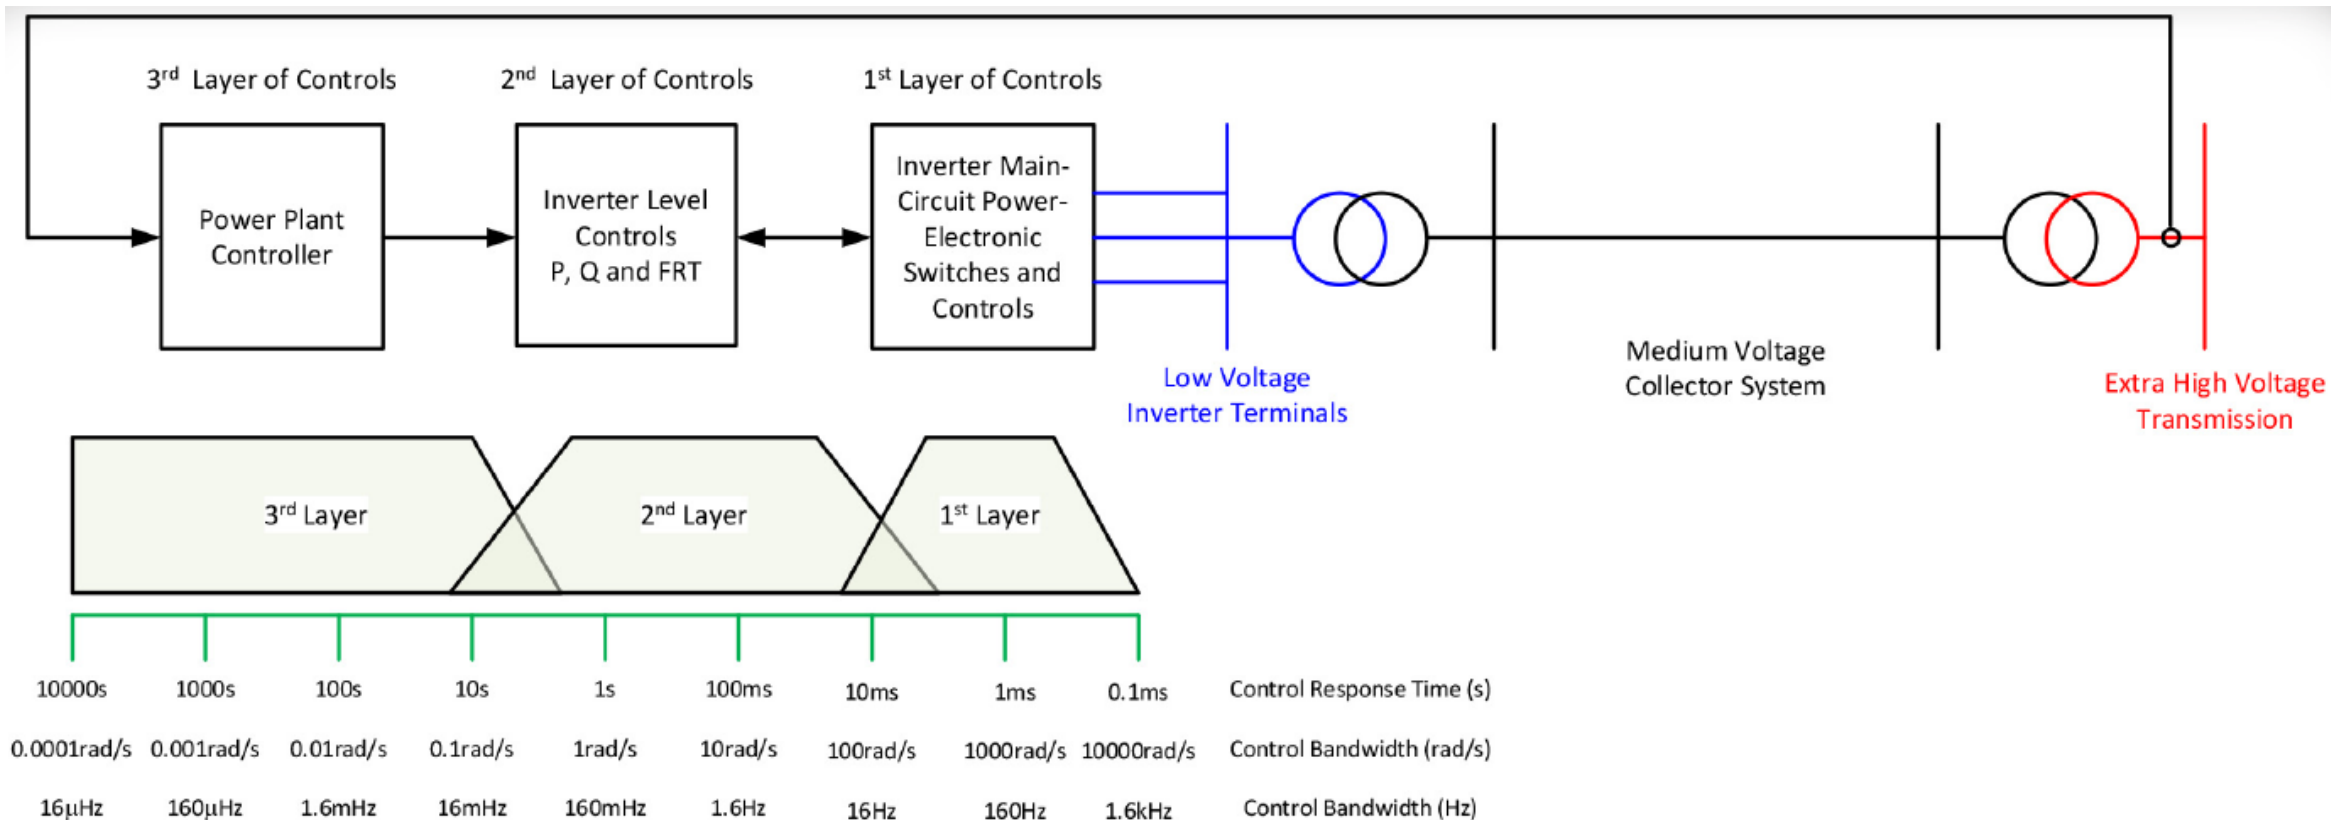 3rd Layer of Controls
2nd Layer of Controls
1st Layer of Controls
Power Plant
Controller
Inverter Level
Controls
P, Q and FRT
Inverter Main-
Circuit Power-
Electronic
Switches and
Controls
Low Voltage
Inverter Terminals
Medium Voltage
Collector System
Extra High Voltage
Transmission
3rd Layer
2nd Layer
1st Layer
10000s 1000s 100s 10s 1s 100ms 10ms 1ms 0.1ms Control Response Time (s)
0.0001rad/s 0.001rad/s 0.01rad/s 0.1rad/s 1rad/s 10rad/s 100rad/s 1000rad/s 10000rad/s Control Bandwidth (rad/s)
16μHz 160μHz 1.6mHz 16mHz 160mHz 1.6Hz 16Hz 160Hz 1.6kHz Control Bandwidth (Hz)